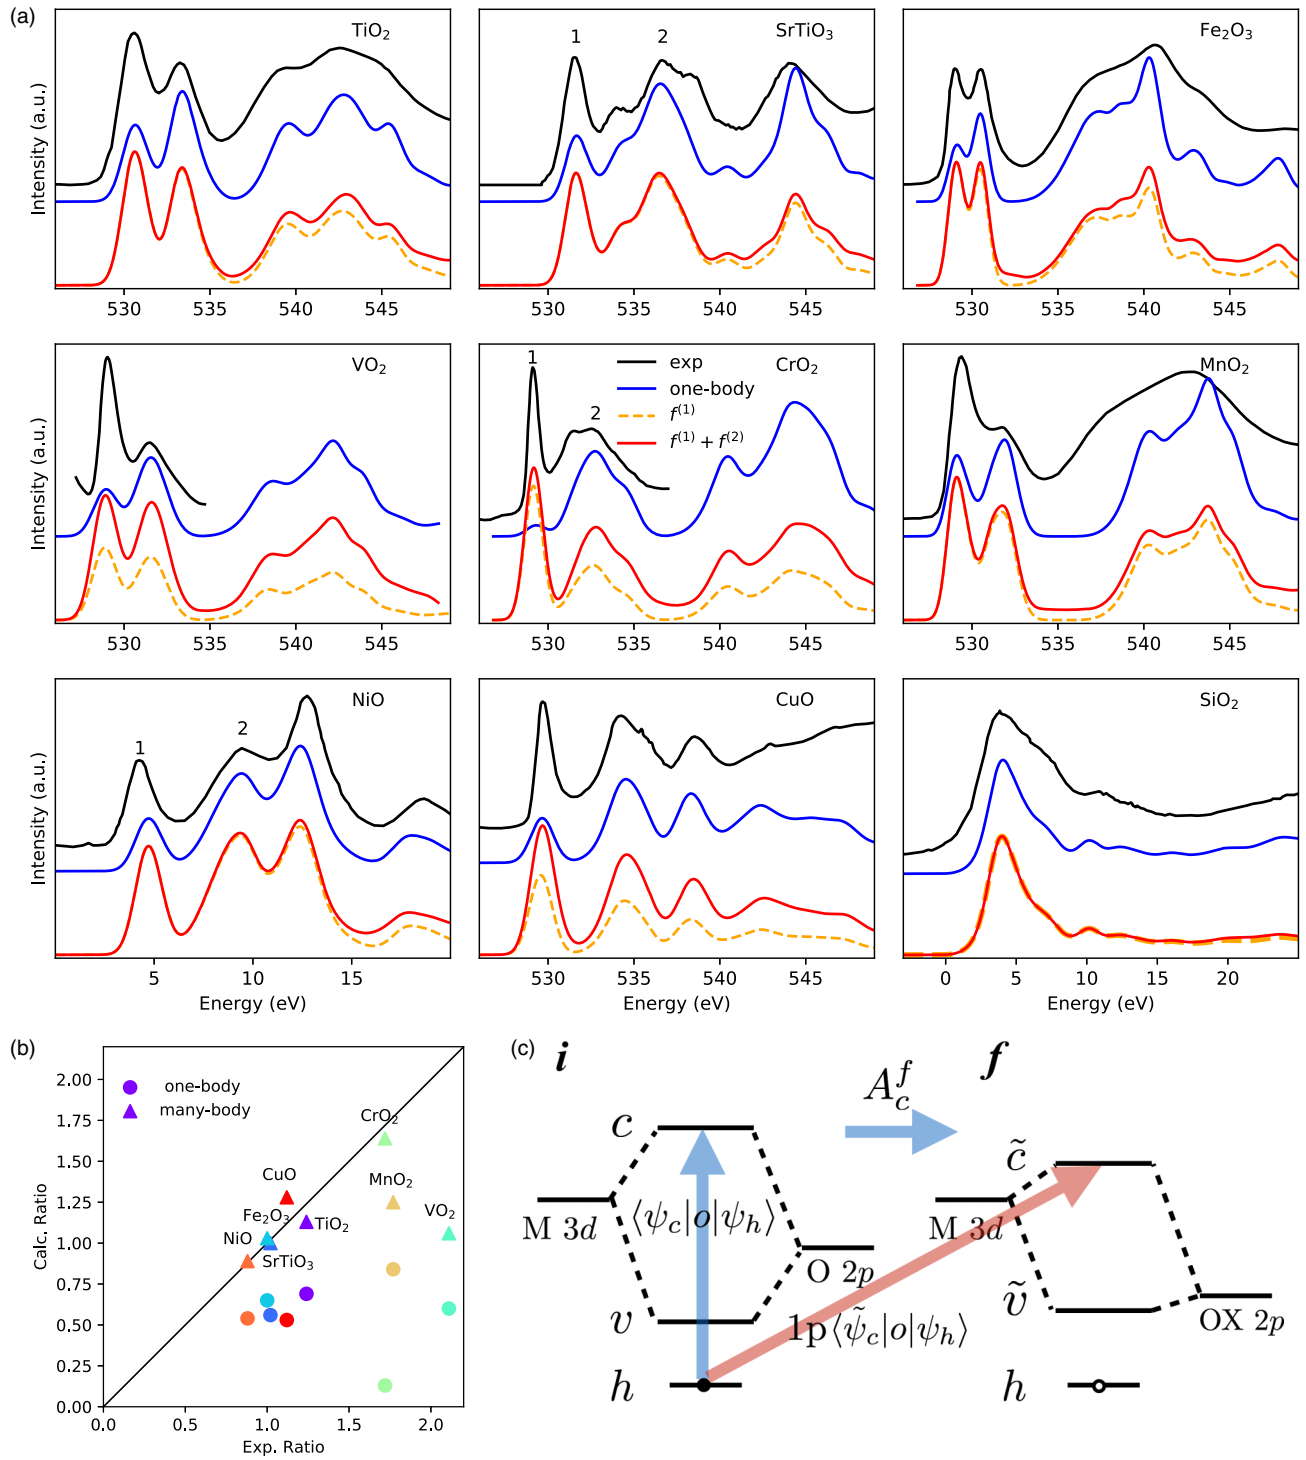 (a)
TiO₂
Intensity (a.u.)
530 535 540 545
1 2
SrTiO₃
530 535 540 545
Fe₂O₃
530 535 540 545
VO₂
Intensity (a.u.)
530 535 540 545
1
2
exp
one-body
f⁽¹⁾
f⁽¹⁾ + f⁽²⁾
CrO₂
530 535 540 545
MnO₂
530 535 540 545
NiO
1
2
Intensity (a.u.)
5 10 15
Energy (eV)
CuO
530 535 540 545
Energy (eV)
SiO₂
0 5 10 15 20
Energy (eV)
(b)
one-body
many-body
CrO₂
CuO
MnO₂
Fe₂O₃
TiO₂
VO₂
NiO
SrTiO₃
2.00
1.75
1.50
1.25
1.00
0.75
0.50
0.25
0.00
Calc. Ratio
0.0 0.5 1.0 1.5 2.0
Exp. Ratio
(c)
i
f
A_c^f
c
c̃
M 3d
⟨ψ_c|o|ψ_h⟩
O 2p
M 3d
v
ṽ
1p⟨ψ̃_c|o|ψ_h⟩
OX 2p
h
h